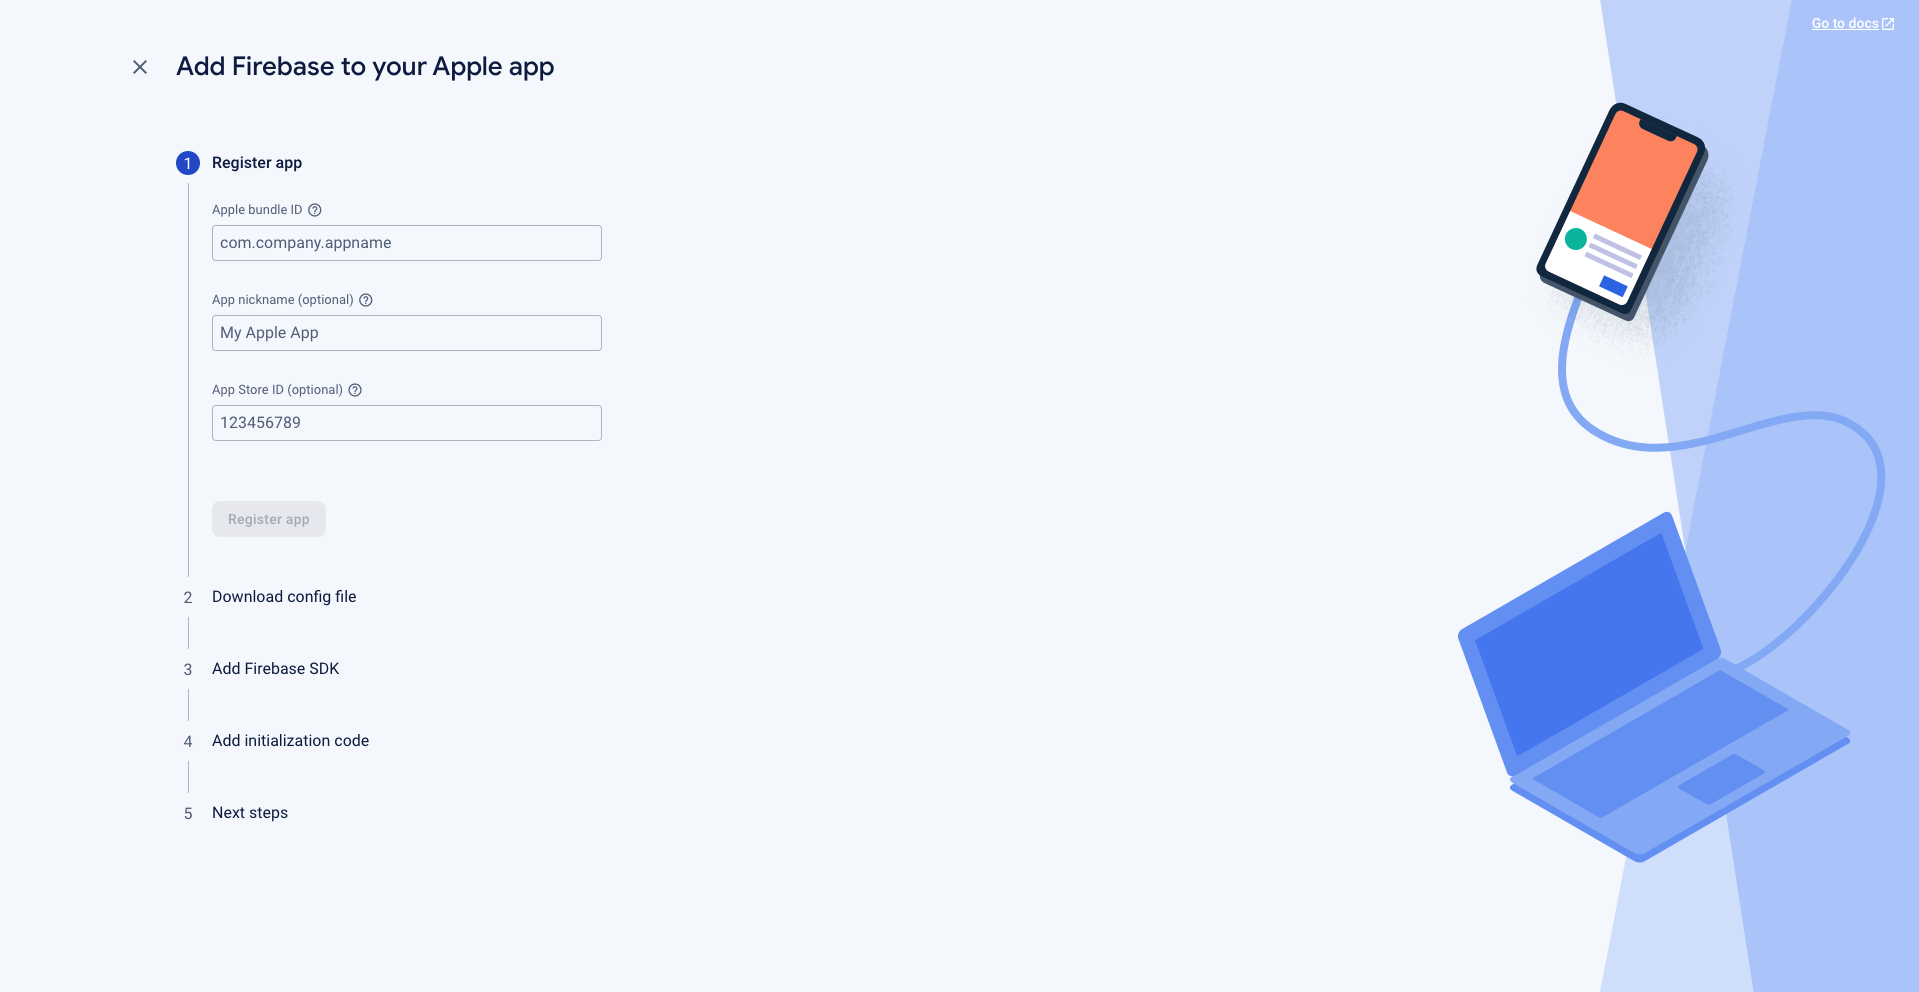 Go to docs
Add Firebase to your Apple app
1 Register app
Apple bundle ID
com.company.appname
App nickname (optional)
My Apple App
App Store ID (optional)
123456789
Register app
2 Download config file
3 Add Firebase SDK
4 Add initialization code
5 Next steps